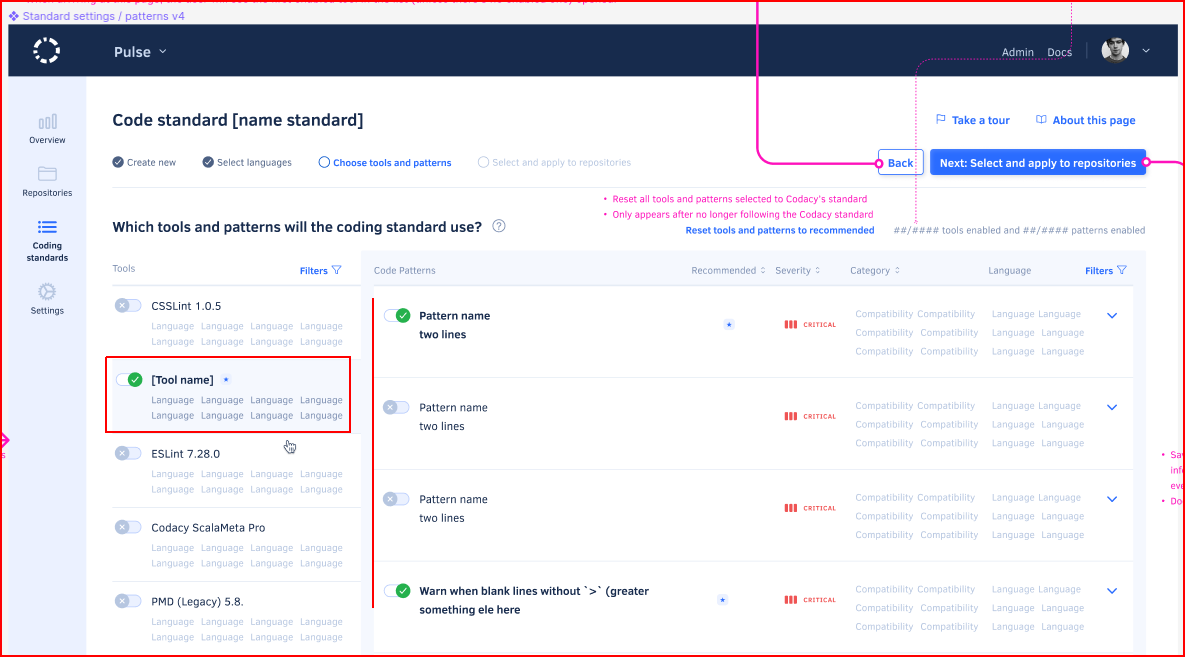 Standard settings / patterns v4
Pulse
Admin Docs
Overview
Repositories
Coding
standards
Settings
Code standard [name standard]
Take a tour About this page
Create new Select languages Choose tools and patterns Select and apply to repositories
Back Next: Select and apply to repositories
• Reset all tools and patterns selected to Codacy's standard
• Only appears after no longer following the Codacy standard
Which tools and patterns will the coding standard use? ?
Reset tools and patterns to recommended ##/#### tools enabled and ##/#### patterns enabled
Tools Filters
CSSLint 1.0.5
Language Language Language Language
Language Language Language Language
[Tool name]
Language Language Language Language
Language Language Language Language
ESLint 7.28.0
Language Language Language Language
Language Language Language Language
Codacy ScalaMeta Pro
Language Language Language Language
Language Language Language Language
PMD (Legacy) 5.8.
Language Language Language Language
Language Language Language Language
Code Patterns Recommended Severity Category Language Filters
Pattern name
two lines
CRITICAL
Compatibility Compatibility Language Language
Compatibility Compatibility Language Language
Compatibility Compatibility Language Language
Pattern name
two lines
CRITICAL
Compatibility Compatibility Language Language
Compatibility Compatibility Language Language
Compatibility Compatibility Language Language
Pattern name
two lines
CRITICAL
Compatibility Compatibility Language Language
Compatibility Compatibility Language Language
Compatibility Compatibility Language Language
Warn when blank lines without `>` (greater
something ele here
CRITICAL
Compatibility Compatibility Language Language
Compatibility Compatibility Language Language
Compatibility Compatibility Language Language